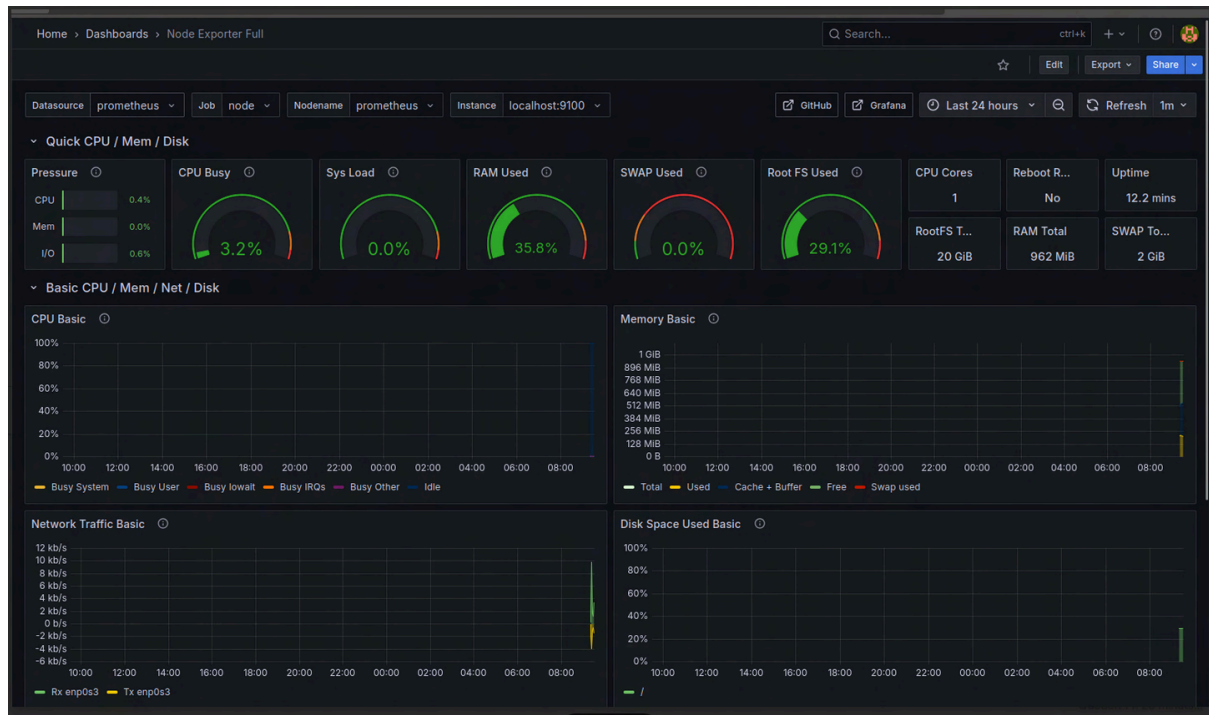 Home › Dashboards › Node Exporter Full
Search... ctrl+k
Edit Export Share
Datasource prometheus Job node Nodename prometheus Instance localhost:9100 GitHub Grafana Last 24 hours Refresh 1m
Quick CPU / Mem / Disk
Pressure
CPU 0.4%
Mem 0.0%
I/O 0.6%
CPU Busy
3.2%
Sys Load
0.0%
RAM Used
35.8%
SWAP Used
0.0%
Root FS Used
29.1%
CPU Cores
1
Reboot R...
No
Uptime
12.2 mins
RootFS T...
20 GiB
RAM Total
962 MiB
SWAP To...
2 GiB
Basic CPU / Mem / Net / Disk
CPU Basic
100%
80%
60%
40%
20%
0%
10:00 12:00 14:00 16:00 18:00 20:00 22:00 00:00 02:00 04:00 06:00 08:00
Busy System Busy User Busy Iowait Busy IRQs Busy Other Idle
Memory Basic
1 GiB
896 MiB
768 MiB
640 MiB
512 MiB
384 MiB
256 MiB
128 MiB
0 B
10:00 12:00 14:00 16:00 18:00 20:00 22:00 00:00 02:00 04:00 06:00 08:00
Total Used Cache + Buffer Free Swap used
Network Traffic Basic
12 kb/s
10 kb/s
8 kb/s
6 kb/s
4 kb/s
2 kb/s
0 b/s
-2 kb/s
-4 kb/s
-6 kb/s
10:00 12:00 14:00 16:00 18:00 20:00 22:00 00:00 02:00 04:00 06:00 08:00
Rx enp0s3 Tx enp0s3
Disk Space Used Basic
100%
80%
60%
40%
20%
0%
10:00 12:00 14:00 16:00 18:00 20:00 22:00 00:00 02:00 04:00 06:00 08:00
/